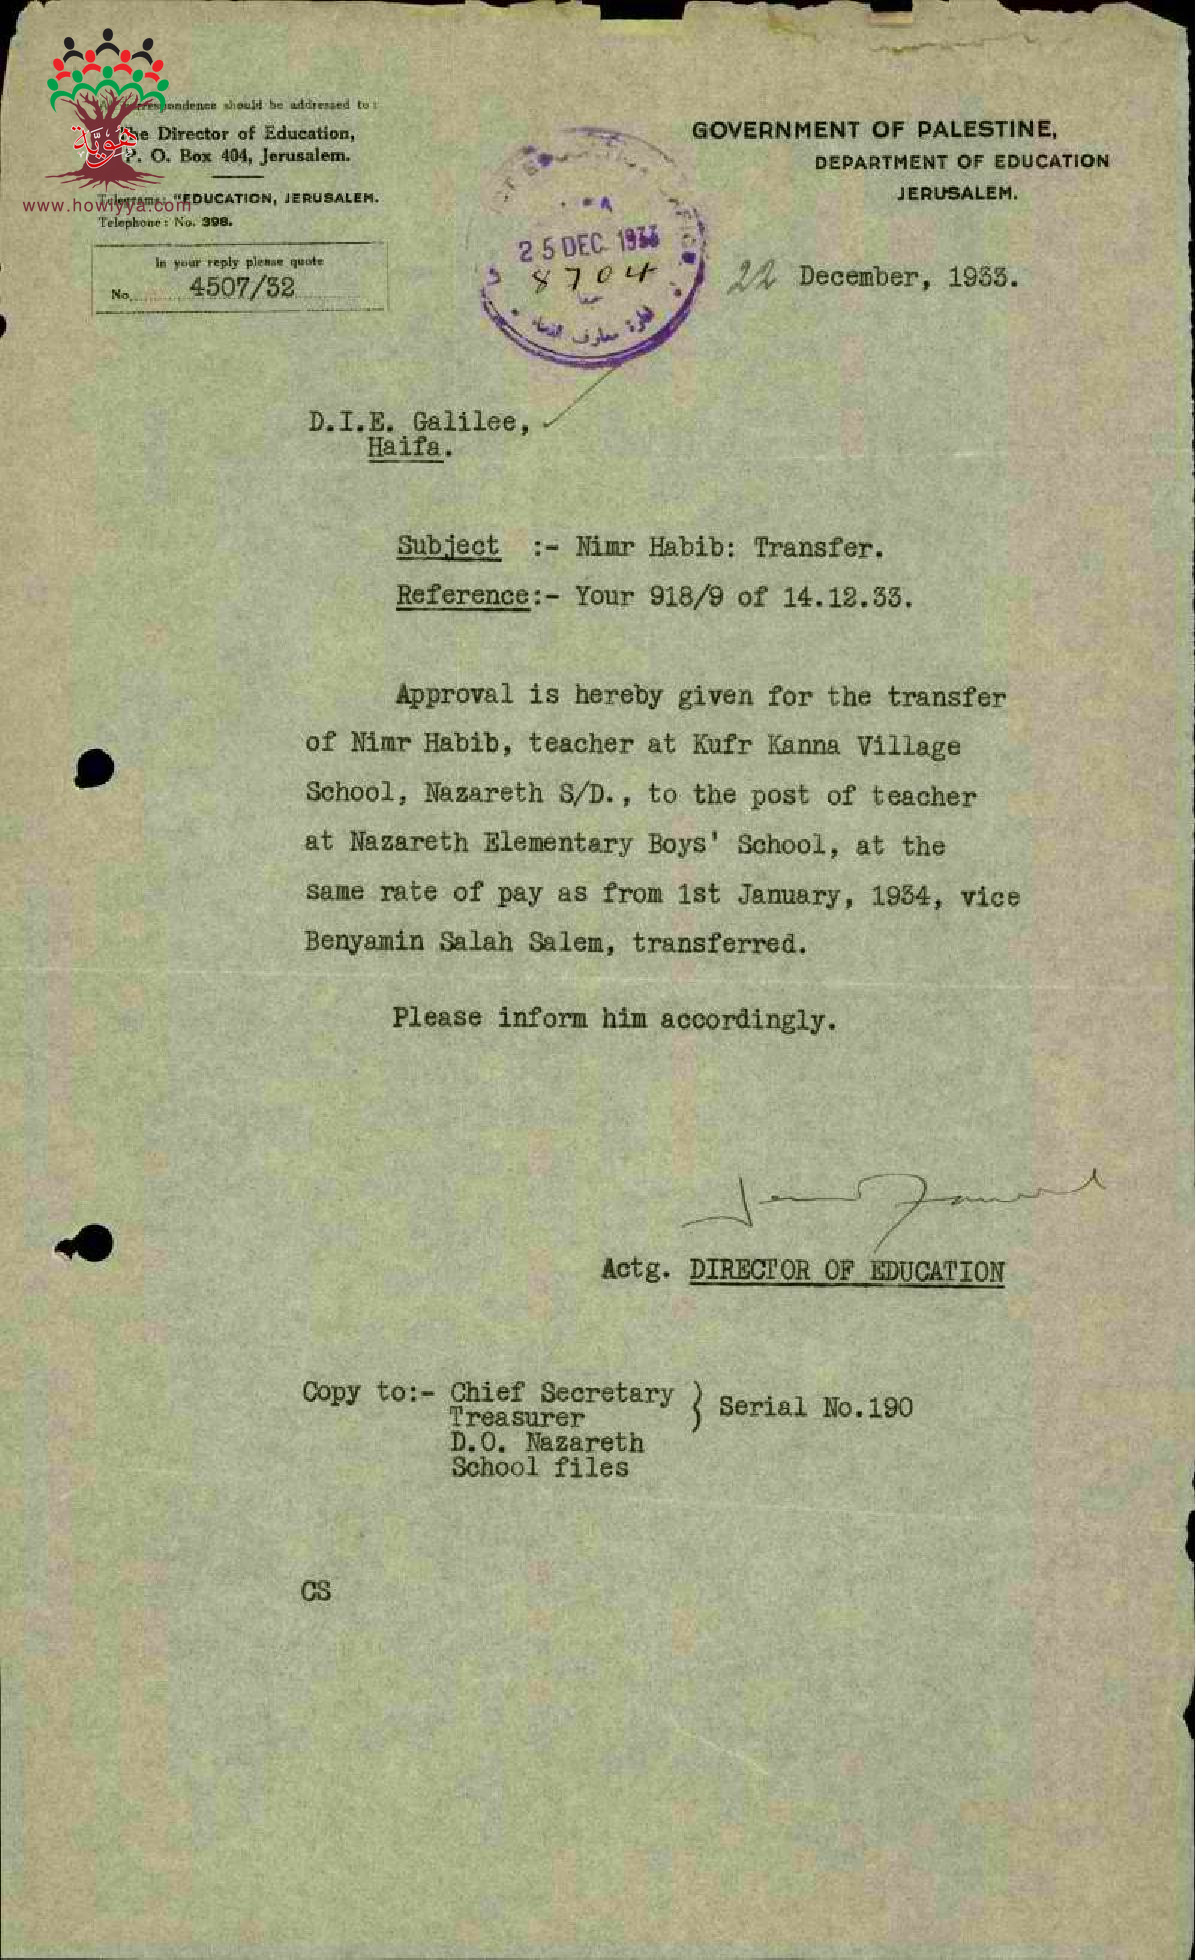 هويّة
www.howiyya.com
correspondence should be addressed to :
The Director of Education,
P. O. Box 404, Jerusalem.
Telegrams: "EDUCATION, JERUSALEM.
Telephone : No. 398.
In your reply please quote
No. 4507/32
GOVERNMENT OF PALESTINE,
DEPARTMENT OF EDUCATION
JERUSALEM.
25 DEC 1933
8704
22 December, 1933.
D.I.E. Galilee,
Haifa.
Subject :- Nimr Habib: Transfer.
Reference:- Your 918/9 of 14.12.33.
Approval is hereby given for the transfer
of Nimr Habib, teacher at Kufr Kanna Village
School, Nazareth S/D., to the post of teacher
at Nazareth Elementary Boys' School, at the
same rate of pay as from 1st January, 1934, vice
Benyamin Salah Salem, transferred.
Please inform him accordingly.
Actg. DIRECTOR OF EDUCATION
Copy to:- Chief Secretary } Serial No.190
Treasurer
D.O. Nazareth
School files
CS